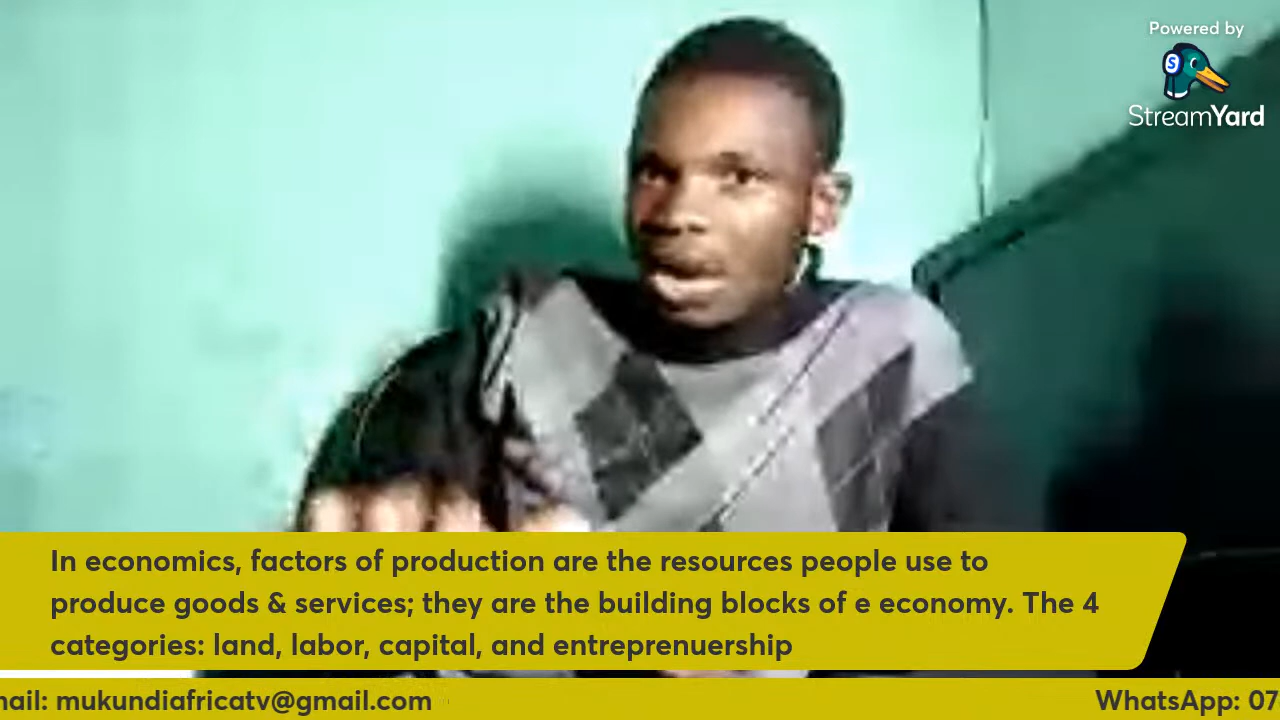 Powered by
StreamYard
In economics, factors of production are the resources people use to
produce goods & services; they are the building blocks of e economy. The 4
categories: land, labor, capital, and entreprenuership
ail: mukundiafricatv@gmail.com WhatsApp: 07